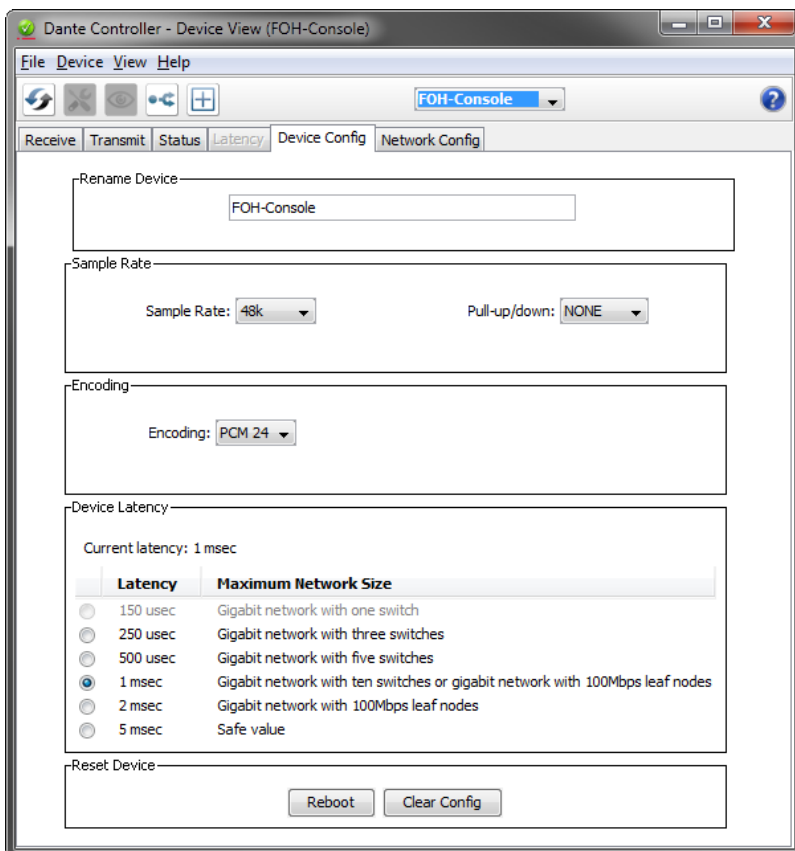 Dante Controller - Device View (FOH-Console)
File Device View Help
FOH-Console
Receive Transmit Status Latency Device Config Network Config
Rename Device
FOH-Console
Sample Rate
Sample Rate: 48k Pull-up/down: NONE
Encoding
Encoding: PCM 24
Device Latency
Current latency: 1 msec
Latency Maximum Network Size
150 usec Gigabit network with one switch
250 usec Gigabit network with three switches
500 usec Gigabit network with five switches
1 msec Gigabit network with ten switches or gigabit network with 100Mbps leaf nodes
2 msec Gigabit network with 100Mbps leaf nodes
5 msec Safe value
Reset Device
Reboot Clear Config